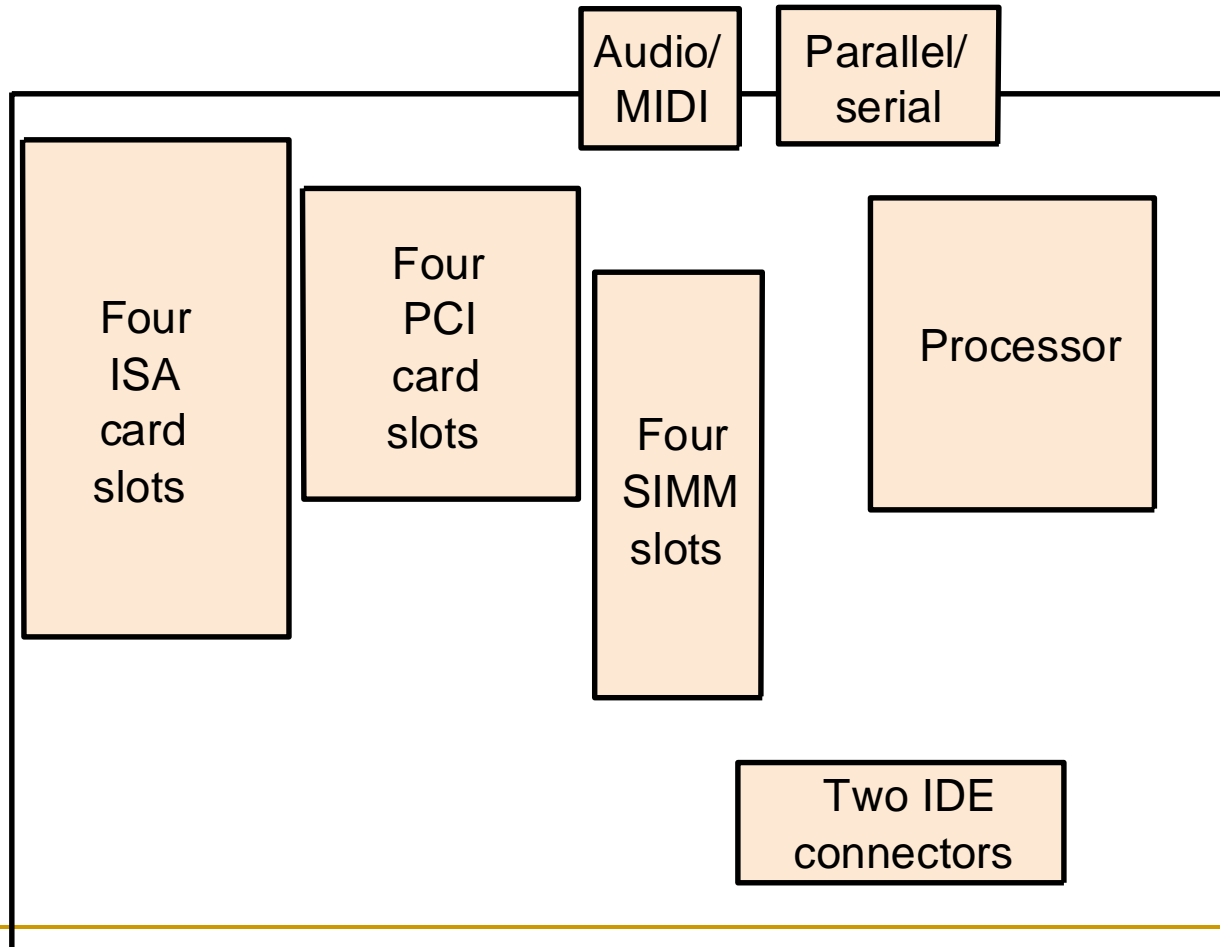 Audio/
MIDI
Parallel/
serial
Four
ISA
card
slots
Four
PCI
card
slots
Four
SIMM
slots
Processor
Two IDE
connectors